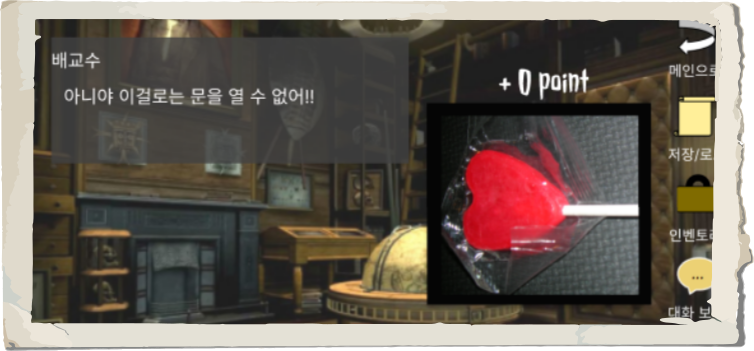 배교수
아니야 이걸로는 문을 열 수 없어!!
+ 0 point
메인으로
저장/로
인벤토리
대화 보